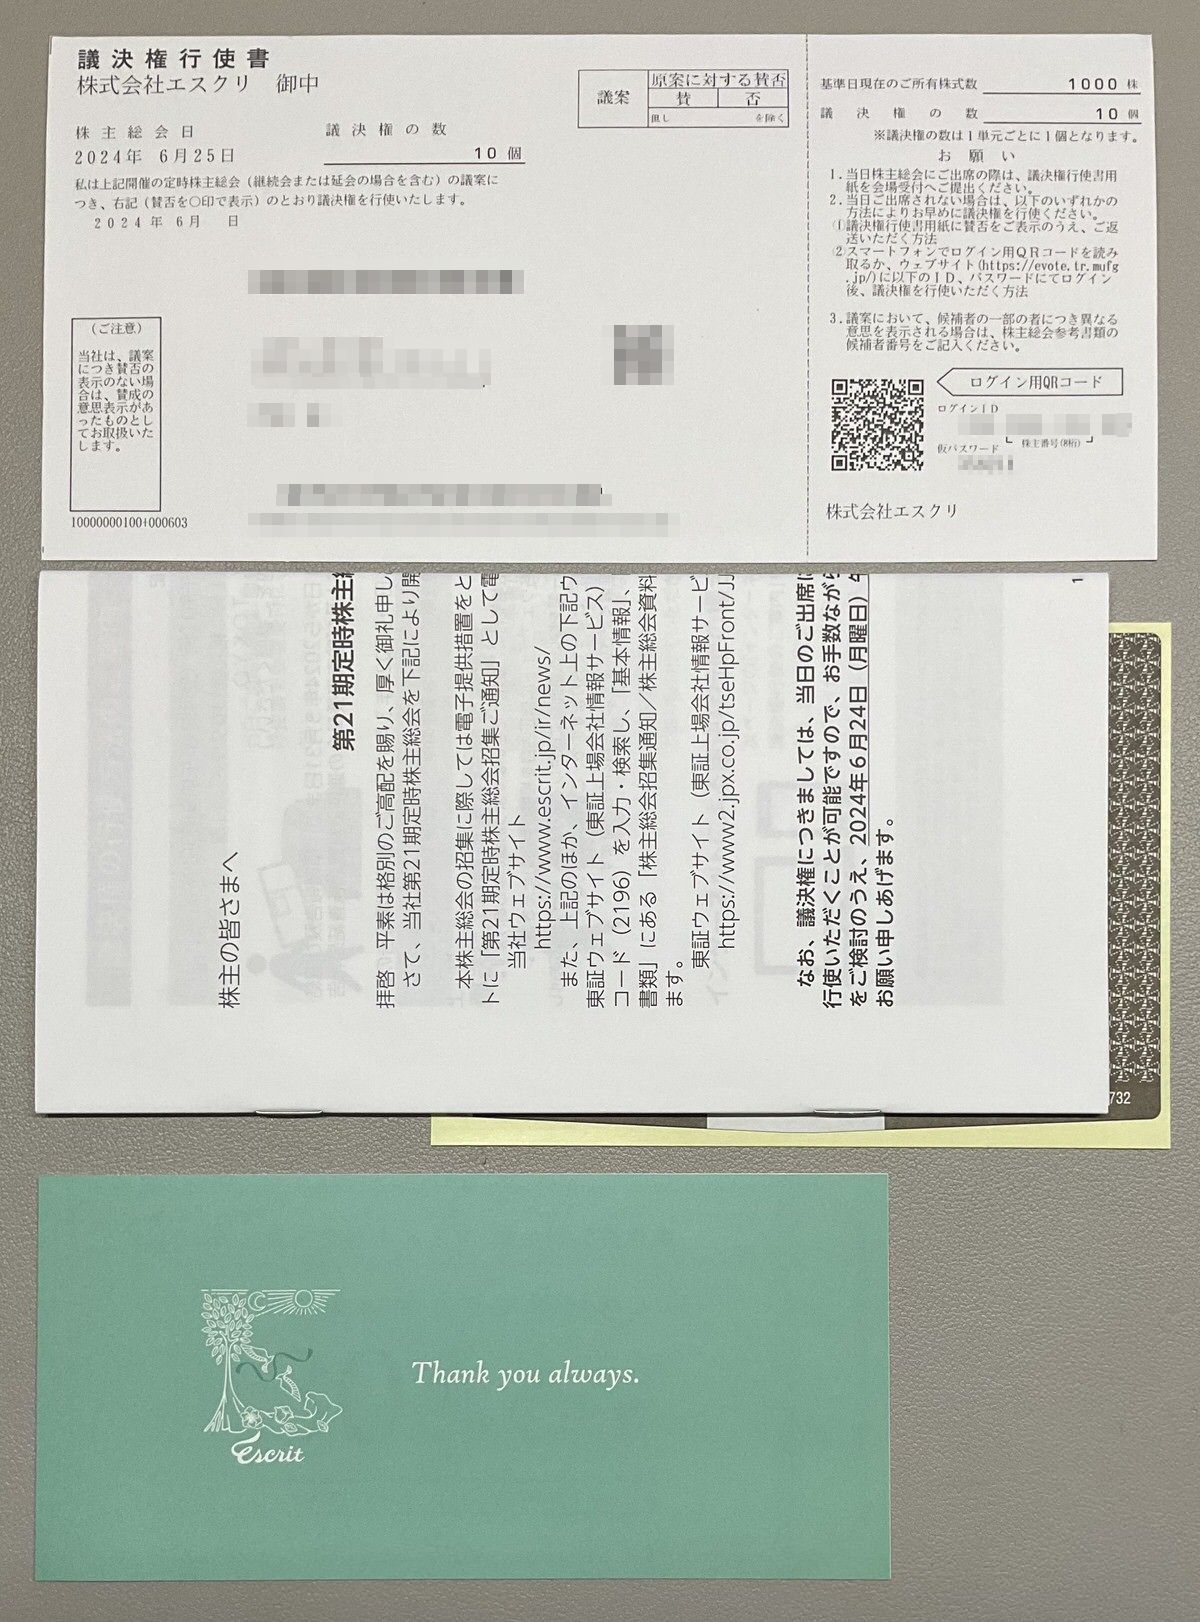 議決権行使書
株式会社エスクリ 御中
株主総会日
2024年 6月25日
議決権の数
10 個
私は上記開催の定時株主総会(継続会または延会の場合を含む)の議案に
つき、右記(賛否を○印で表示)のとおり議決権を行使いたします。
2024年 6月 日
議案
原案に対する賛否
賛 否
但し を除く
(ご注意)
当社は、議案
につき賛否の
表示のない場
合は、賛成の
意思表示があ
ったものとし
てお取扱いた
します。
10000000100+000603
基準日現在のご所有株式数 1000 株
議決権の数 10 個
※議決権の数は1単元ごとに1個となります。
お願い
1.当日株主総会にご出席の際は、議決権行使書用
紙を会場受付へご提出ください。
2.当日ご出席されない場合は、以下のいずれかの
方法によりお早めに議決権を行使ください。
①議決権行使書用紙に賛否をご表示のうえ、ご返
送いただく方法
②スマートフォンでログイン用QRコードを読み
取るか、ウェブサイト(https://evote.tr.mufg
.jp/)に以下のID、パスワードにてログイン
後、議決権を行使いただく方法
3.議案において、候補者の一部の者につき異なる
意思を表示される場合は、株主総会参考書類の
候補者番号をご記入ください。
ログイン用QRコード
ログインID
株主番号(8桁)
仮パスワード
株式会社エスクリ
株主の皆さまへ
第21期定時株主総
拝啓 平素は格別のご高配を賜り、厚く御礼申し
さて、当社第21期定時株主総会を下記により開
本株主総会の招集に際しては電子提供措置をと
トに「第21期定時株主総会招集ご通知」として電
当社ウェブサイト
https://www.escrit.jp/ir/news/
また、上記のほか、インターネット上の下記ウ
東証ウェブサイト(東証上場会社情報サービス)
コード(2196)を入力・検索し、「基本情報」、
書類」にある「株主総会招集通知/株主総会資料
ます。
東証ウェブサイト(東証上場会社情報サービ
https://www2.jpx.co.jp/tseHpFront/JJ
なお、議決権につきましては、当日のご出席に
行使いただくことが可能ですので、お手数ながら
をご検討のうえ、2024年6月24日(月曜日)午
お願い申しあげます。
1
732
Escrit
Thank you always.